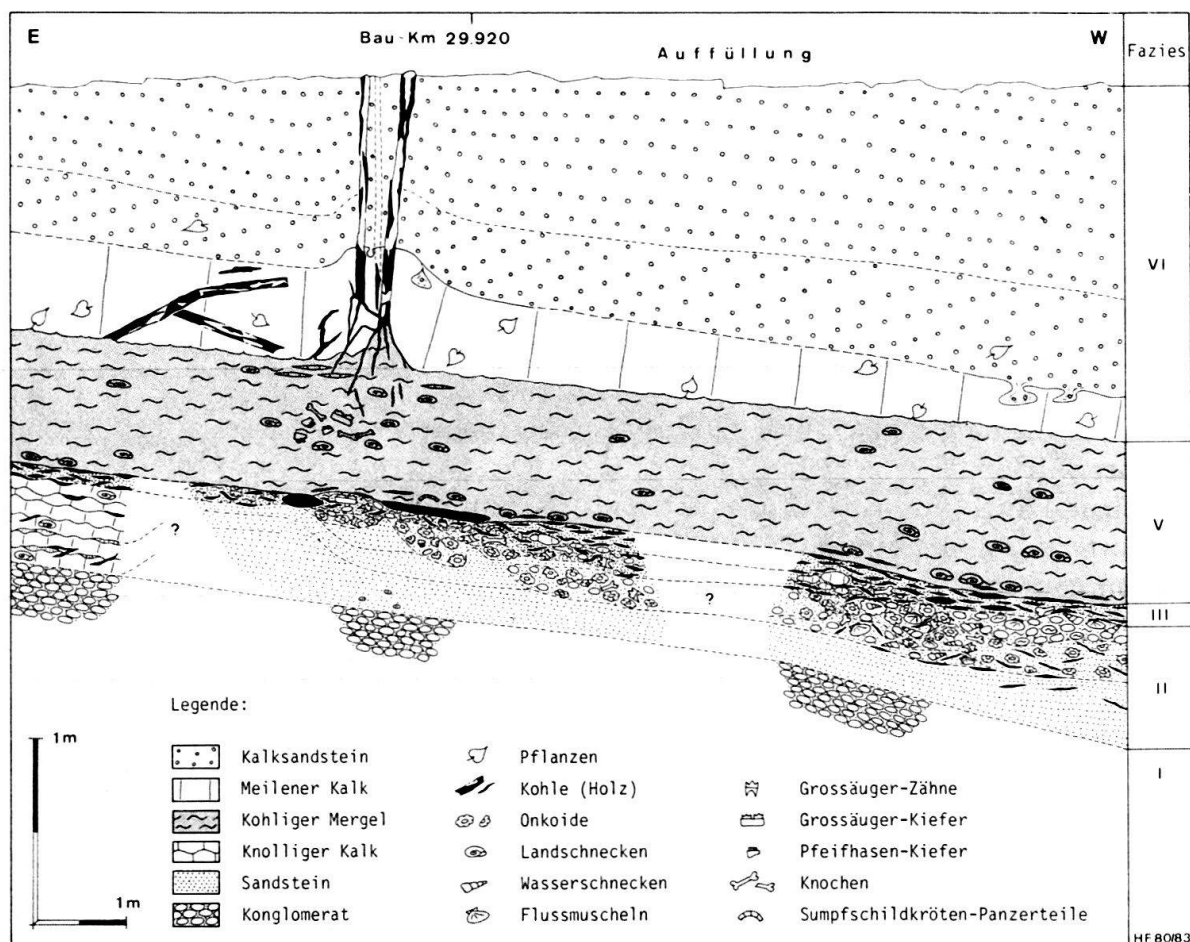 E Bau-Km 29.920 Auffüllung W Fazies
VI
V
III
II
I
?
?
Legende:
1m
1m
Kalksandstein
Meilener Kalk
Kohliger Mergel
Knolliger Kalk
Sandstein
Konglomerat
Pflanzen
Kohle (Holz)
Onkoide
Landschnecken
Wasserschnecken
Flussmuscheln
Grossäuger-Zähne
Grossäuger-Kiefer
Pfeifhasen-Kiefer
Knochen
Sumpfschildkröten-Panzerteile
HF 80/83